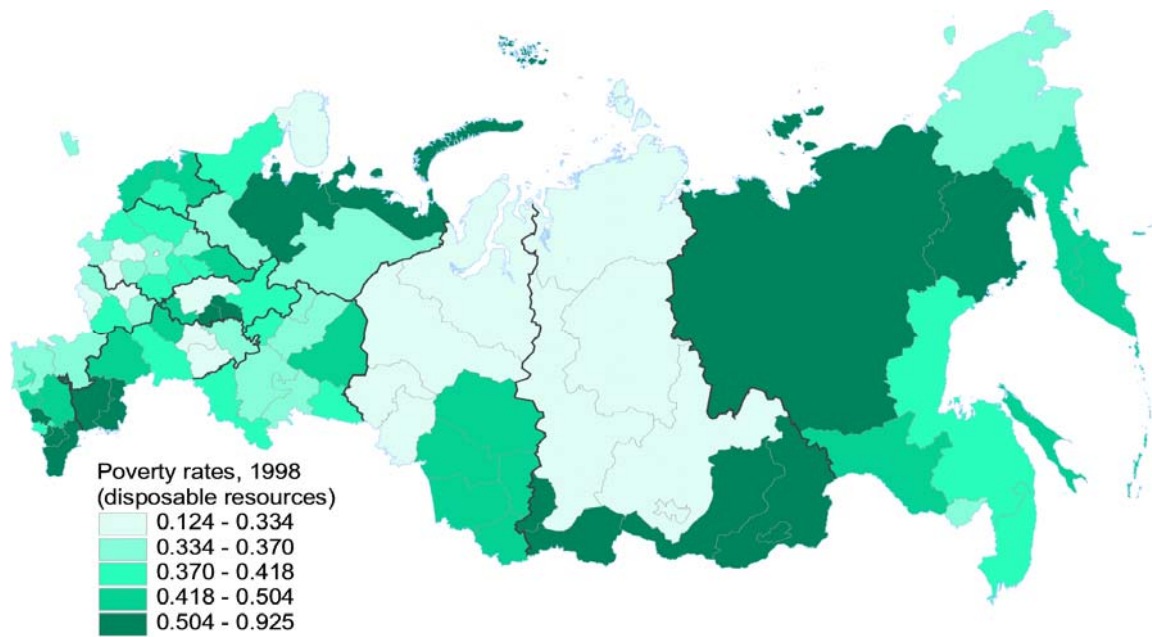 Poverty rates, 1998
(disposable resources)
0.124 - 0.334
0.334 - 0.370
0.370 - 0.418
0.418 - 0.504
0.504 - 0.925